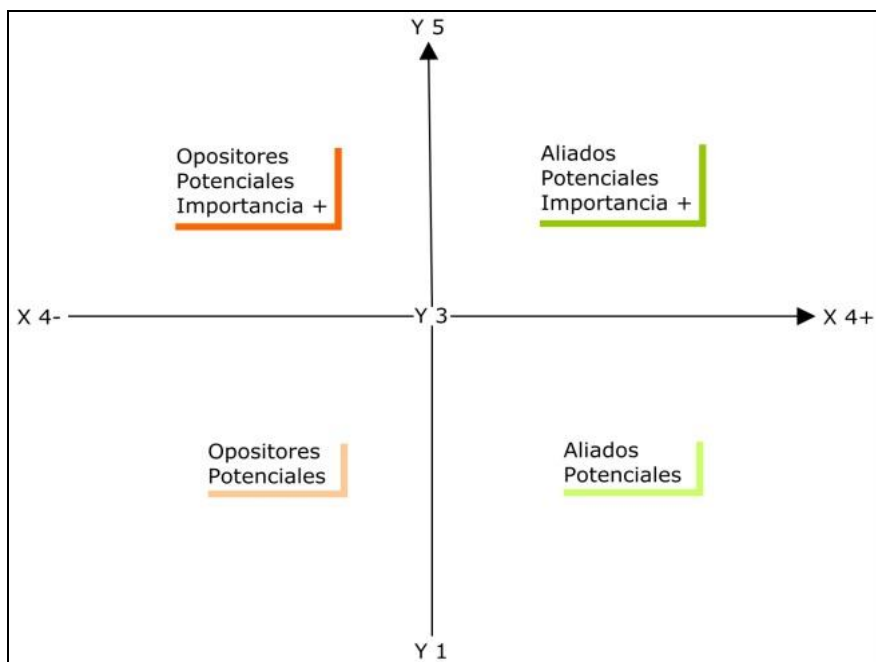 Y 5
Opositores
Potenciales
Importancia +
Aliados
Potenciales
Importancia +
X 4-
Y 3
X 4+
Opositores
Potenciales
Aliados
Potenciales
Y 1